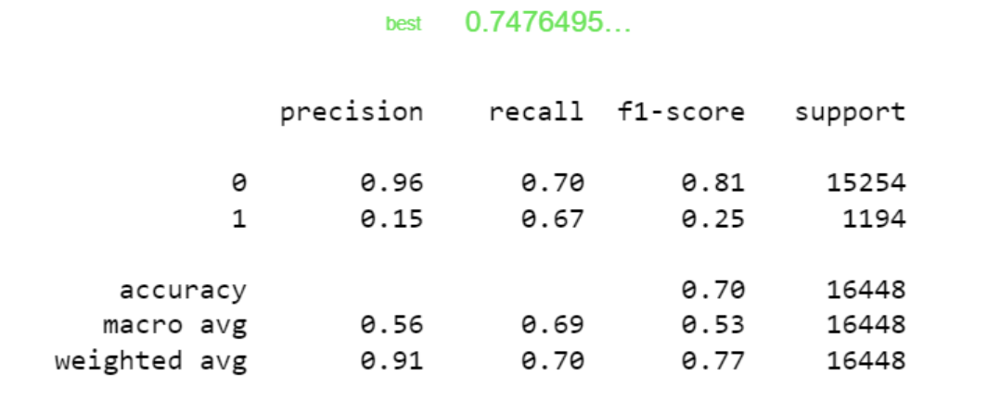 best 0.7476495...
precision recall f1-score support
0 0.96 0.70 0.81 15254
1 0.15 0.67 0.25 1194
accuracy 0.70 16448
macro avg 0.56 0.69 0.53 16448
weighted avg 0.91 0.70 0.77 16448